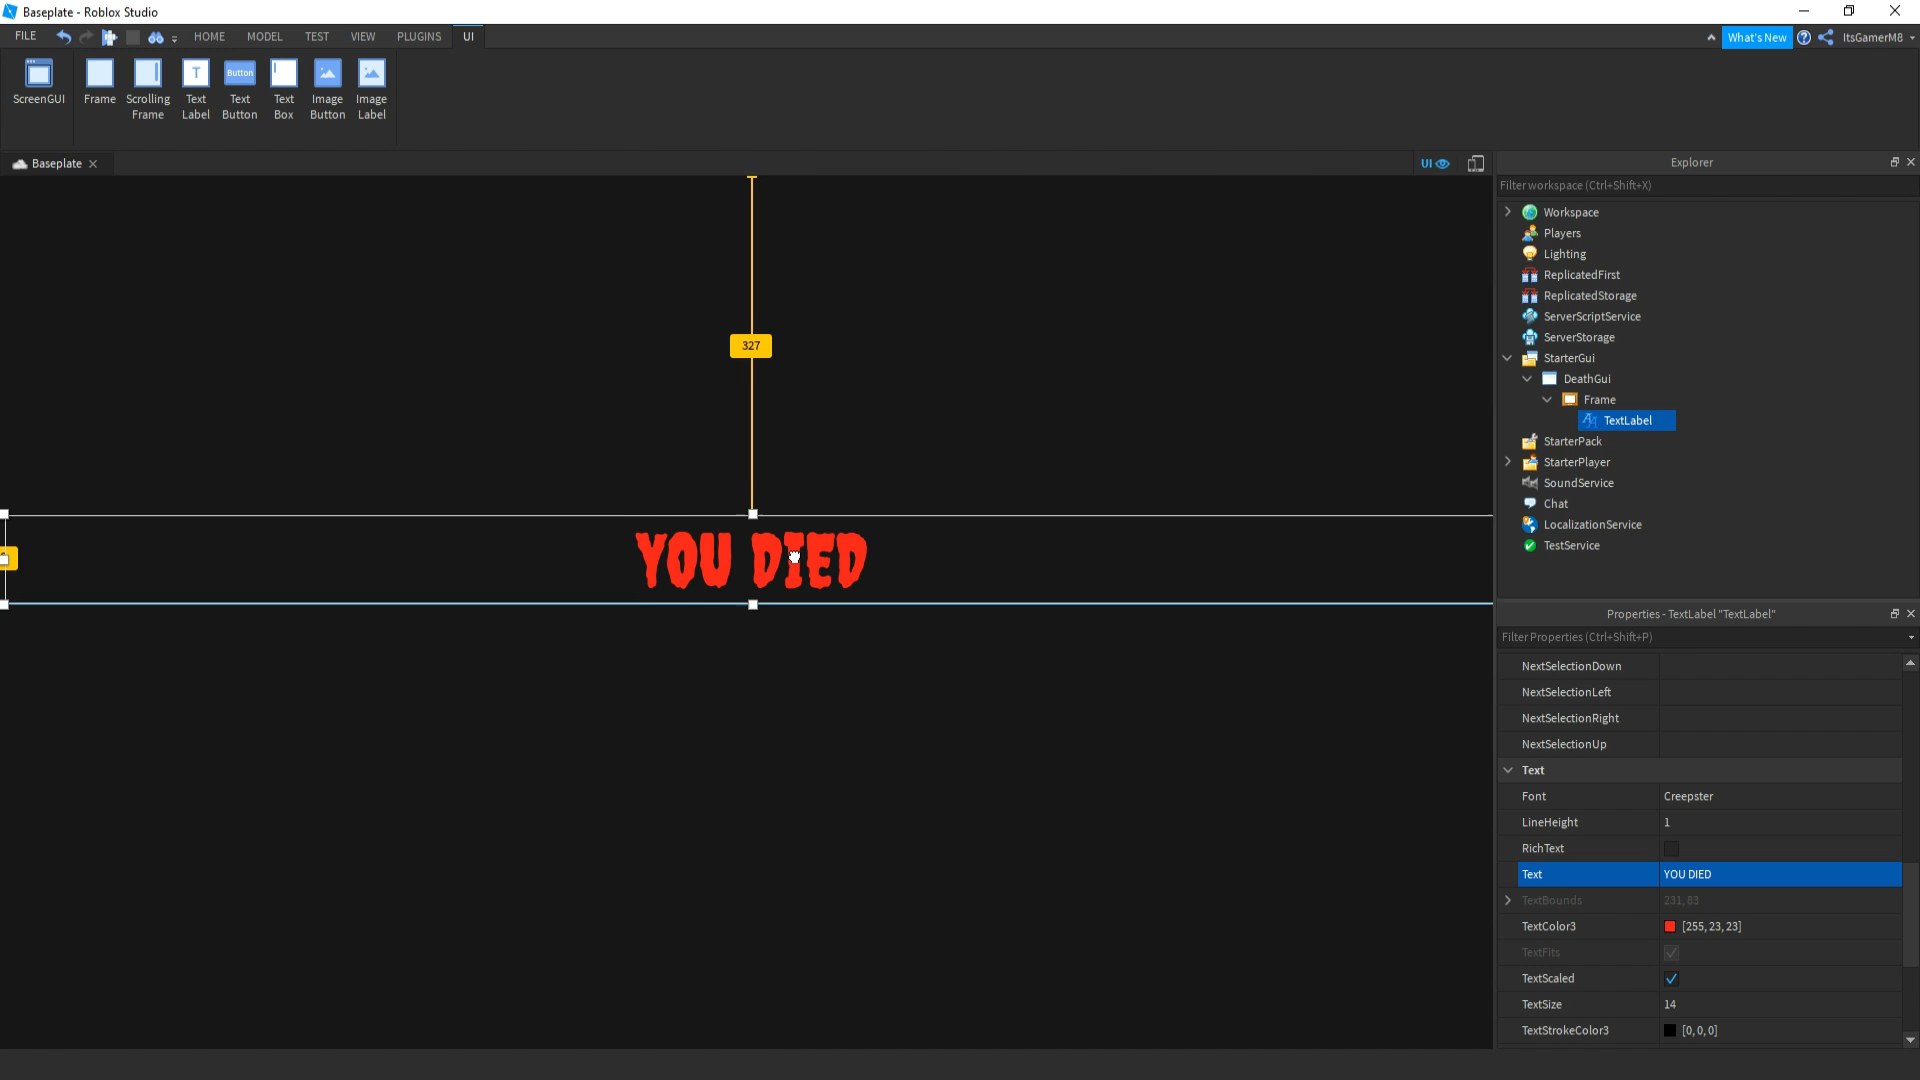 Baseplate - Roblox Studio
FILE
HOME
MODEL
TEST
VIEW
PLUGINS
UI
What's New
ItsGamerM8
ScreenGUI
Frame
Scrolling
Frame
T
Text
Label
Button
Text
Button
Text
Box
Image
Button
Image
Label
Baseplate
UI
327
YOU DIED
Explorer
Filter workspace (Ctrl+Shift+X)
Workspace
Players
Lighting
ReplicatedFirst
ReplicatedStorage
ServerScriptService
ServerStorage
StarterGui
DeathGui
Frame
TextLabel
StarterPack
StarterPlayer
SoundService
Chat
LocalizationService
TestService
Properties - TextLabel "TextLabel"
Filter Properties (Ctrl+Shift+P)
NextSelectionDown
NextSelectionLeft
NextSelectionRight
NextSelectionUp
Text
Font Creepster
LineHeight 1
RichText
Text YOU DIED
TextBounds 231, 83
TextColor3 [255, 23, 23]
TextFits
TextScaled
TextSize 14
TextStrokeColor3 [0, 0, 0]